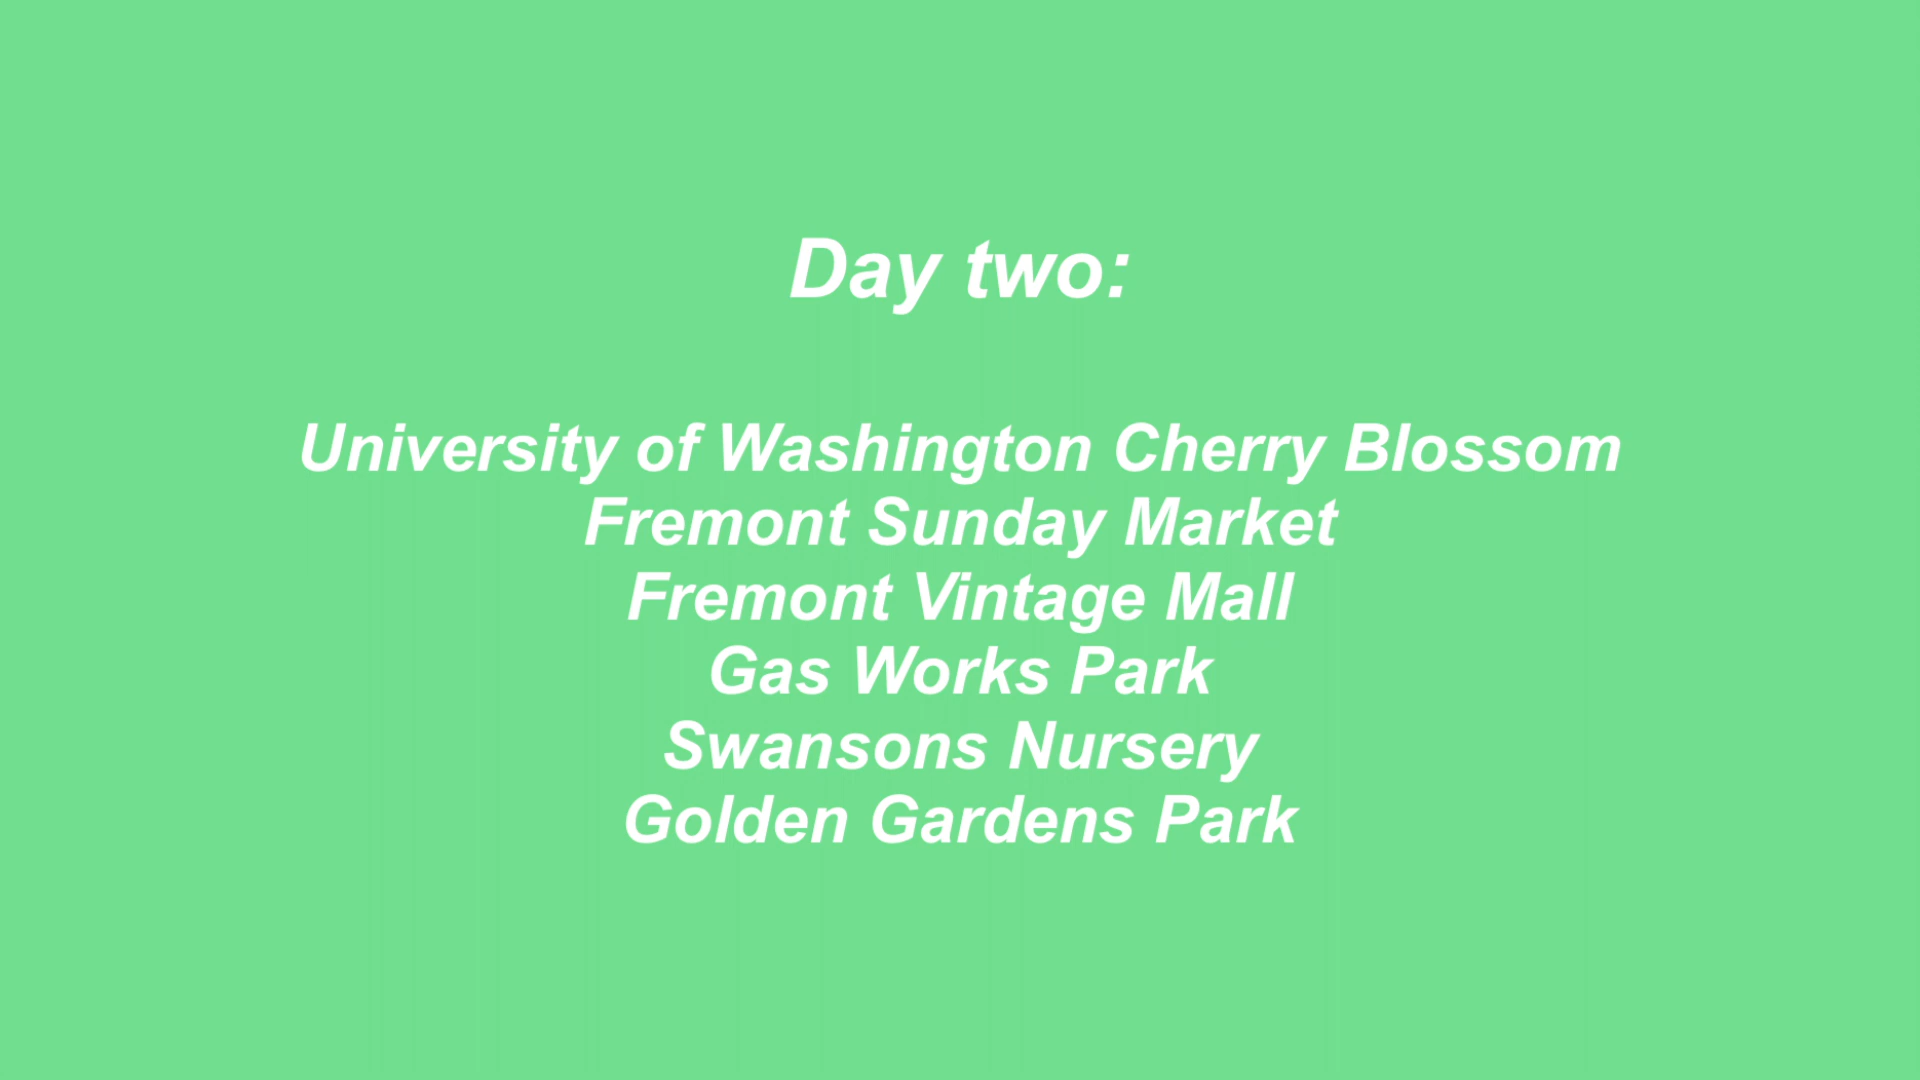 Day two:
University of Washington Cherry Blossom
Fremont Sunday Market
Fremont Vintage Mall
Gas Works Park
Swansons Nursery
Golden Gardens Park